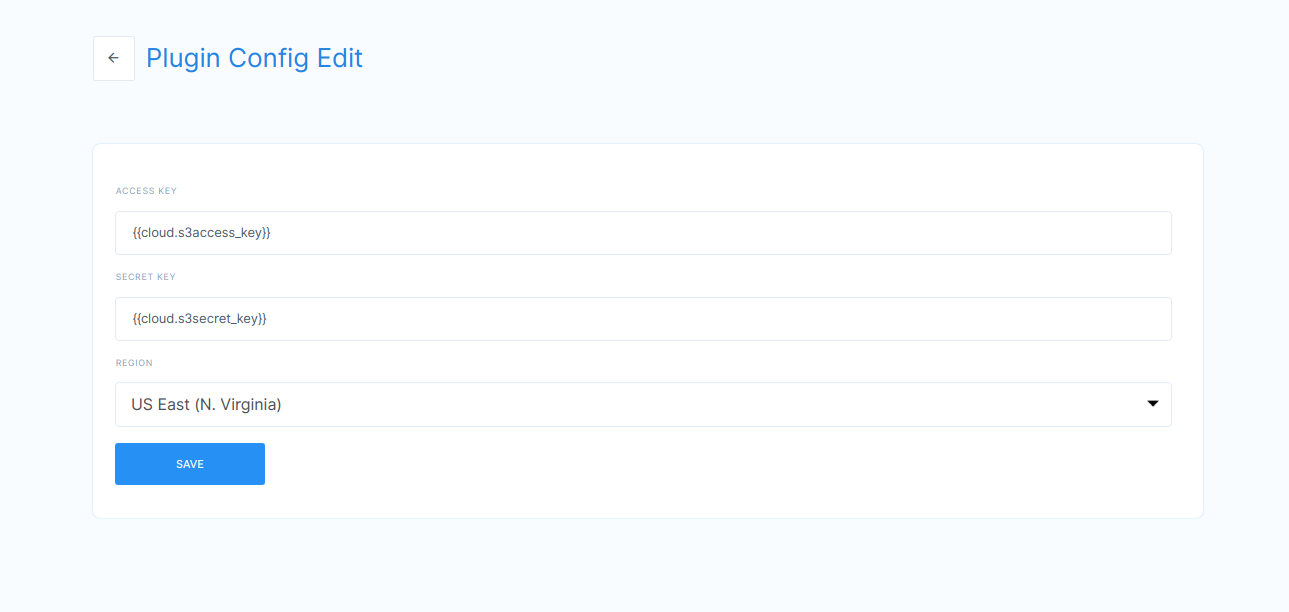 Plugin Config Edit
ACCESS KEY
{{cloud.s3access_key}}
SECRET KEY
{{cloud.s3secret_key}}
REGION
US East (N. Virginia)
SAVE